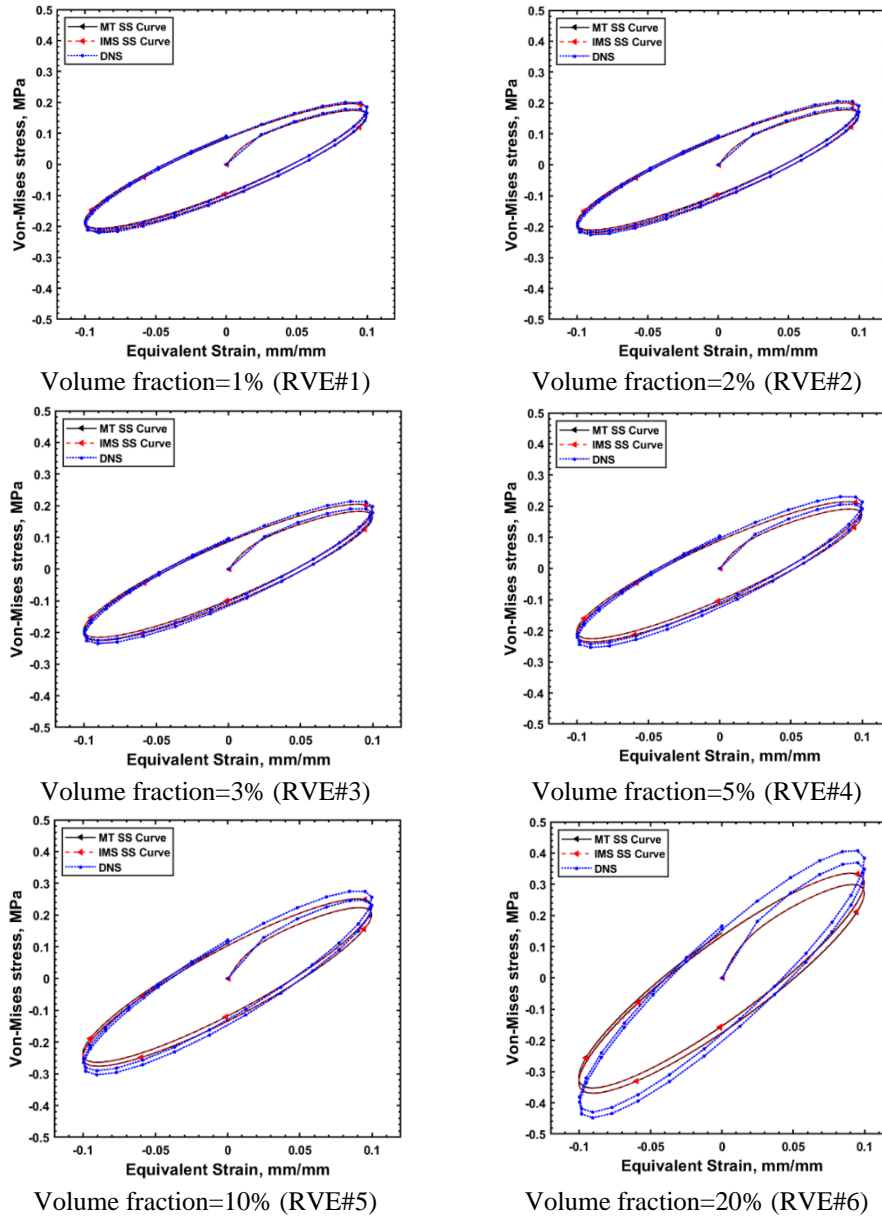 0.5
0.4
0.3
0.2
0.1
0
-0.1
-0.2
-0.3
-0.4
-0.5
Von-Mises stress, MPa
MT SS Curve
IMS SS Curve
DNS
-0.1 -0.05 0 0.05 0.1
Equivalent Strain, mm/mm
Volume fraction=1% (RVE#1)
0.5
0.4
0.3
0.2
0.1
0
-0.1
-0.2
-0.3
-0.4
-0.5
Von-Mises stress, MPa
MT SS Curve
IMS SS Curve
DNS
-0.1 -0.05 0 0.05 0.1
Equivalent Strain, mm/mm
Volume fraction=2% (RVE#2)
0.5
0.4
0.3
0.2
0.1
0
-0.1
-0.2
-0.3
-0.4
-0.5
Von-Mises stress, MPa
MT SS Curve
IMS SS Curve
DNS
-0.1 -0.05 0 0.05 0.1
Equivalent Strain, mm/mm
Volume fraction=3% (RVE#3)
0.5
0.4
0.3
0.2
0.1
0
-0.1
-0.2
-0.3
-0.4
-0.5
Von-Mises stress, MPa
MT SS Curve
IMS SS Curve
DNS
-0.1 -0.05 0 0.05 0.1
Equivalent Strain, mm/mm
Volume fraction=5% (RVE#4)
0.5
0.4
0.3
0.2
0.1
0
-0.1
-0.2
-0.3
-0.4
-0.5
Von-Mises stress, MPa
MT SS Curve
IMS SS Curve
DNS
-0.1 -0.05 0 0.05 0.1
Equivalent Strain, mm/mm
Volume fraction=10% (RVE#5)
0.5
0.4
0.3
0.2
0.1
0
-0.1
-0.2
-0.3
-0.4
-0.5
Von-Mises stress, MPa
MT SS Curve
IMS SS Curve
DNS
-0.1 -0.05 0 0.05 0.1
Equivalent Strain, mm/mm
Volume fraction=20% (RVE#6)